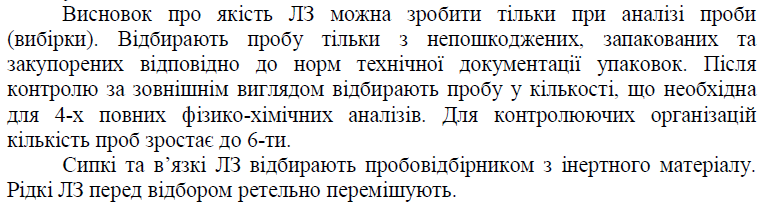 Висновок про якість ЛЗ можна зробити тільки при аналізі проби
(вибірки). Відбирають пробу тільки з непошкоджених, запакованих та
закупорених відповідно до норм технічної документації упаковок. Після
контролю за зовнішнім виглядом відбирають пробу у кількості, що необхідна
для 4-х повних фізико-хімічних аналізів. Для контролюючих організацій
кількість проб зростає до 6-ти.
Сипкі та в’язкі ЛЗ відбирають пробовідбірником з інертного матеріалу.
Рідкі ЛЗ перед відбором ретельно перемішують.